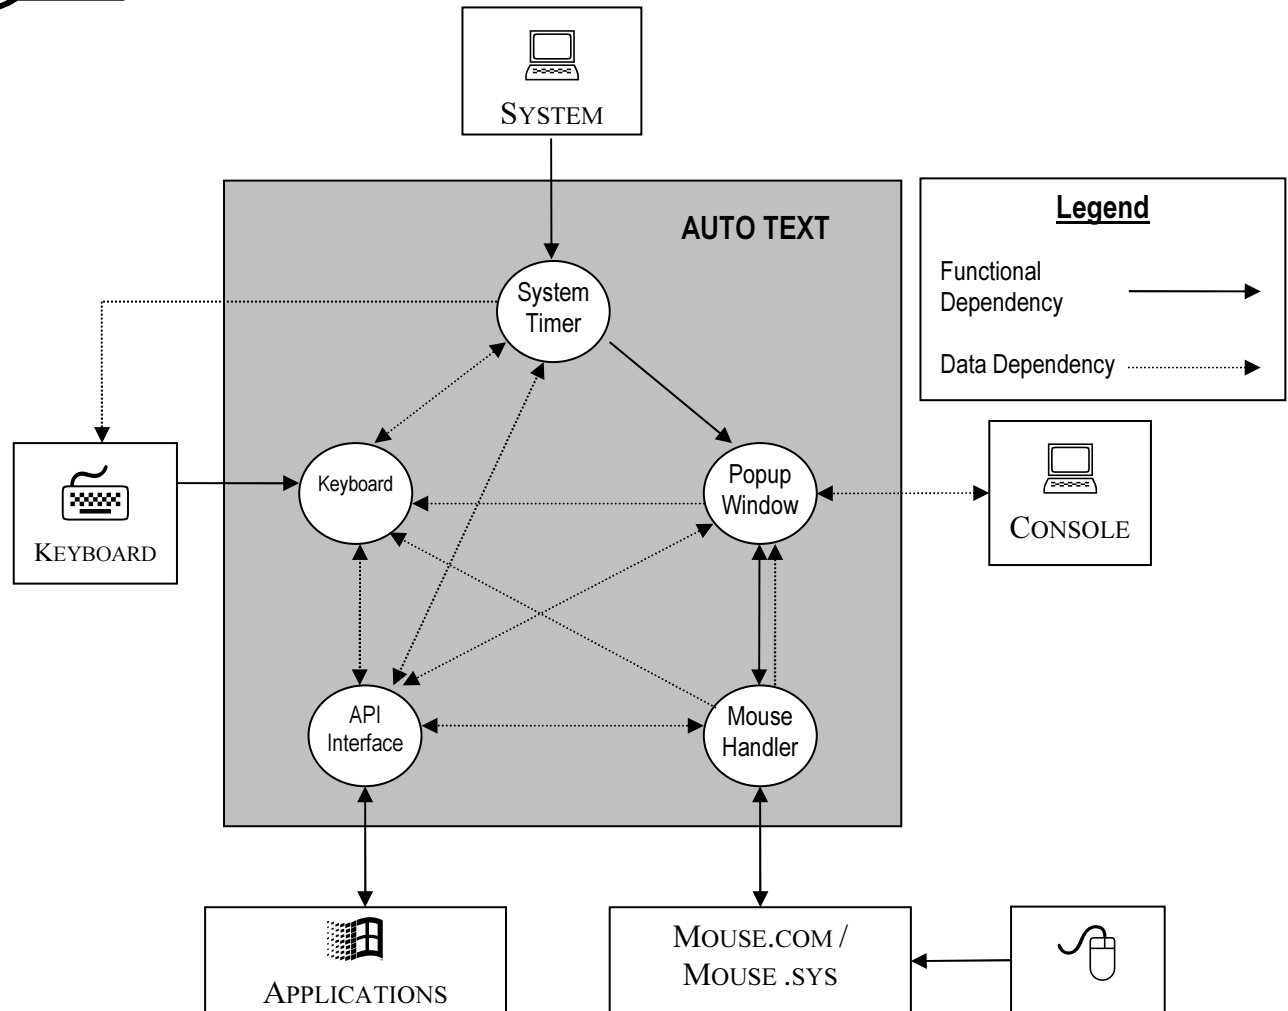 SYSTEM
AUTO TEXT
Legend
Functional
Dependency
Data Dependency
System
Timer
Keyboard
Popup
Window
KEYBOARD
CONSOLE
API
Interface
Mouse
Handler
APPLICATIONS
MOUSE.COM /
MOUSE .SYS